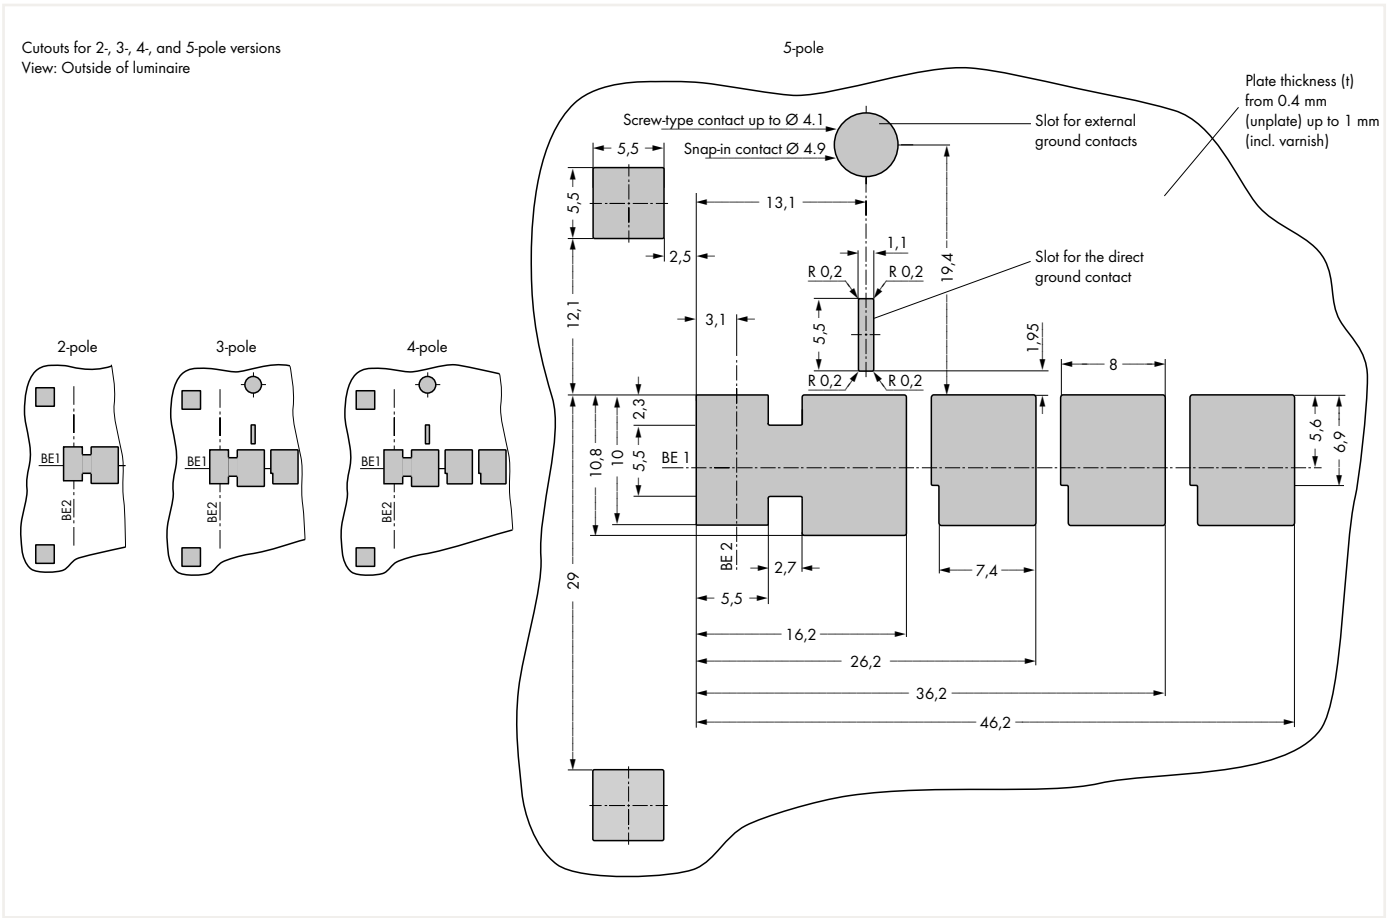 Cutouts for 2-, 3-, 4-, and 5-pole versions
View: Outside of luminaire
5-pole
Plate thickness (t)
from 0.4 mm
(unplate) up to 1 mm
(incl. varnish)
Screw-type contact up to Ø 4.1
Snap-in contact Ø 4.9
Slot for external
ground contacts
5,5
5,5
13,1
2,5
1,1
19,4
R 0,2
R 0,2
Slot for the direct
ground contact
12,1
3,1
5,5
1,95
R 0,2
R 0,2
8
2-pole
3-pole
4-pole
BE1
BE2
BE1
BE2
BE1
BE2
2,3
10,8
10
5,5
BE 1
5,6
6,9
BE 2
2,7
7,4
29
5,5
16,2
26,2
36,2
46,2